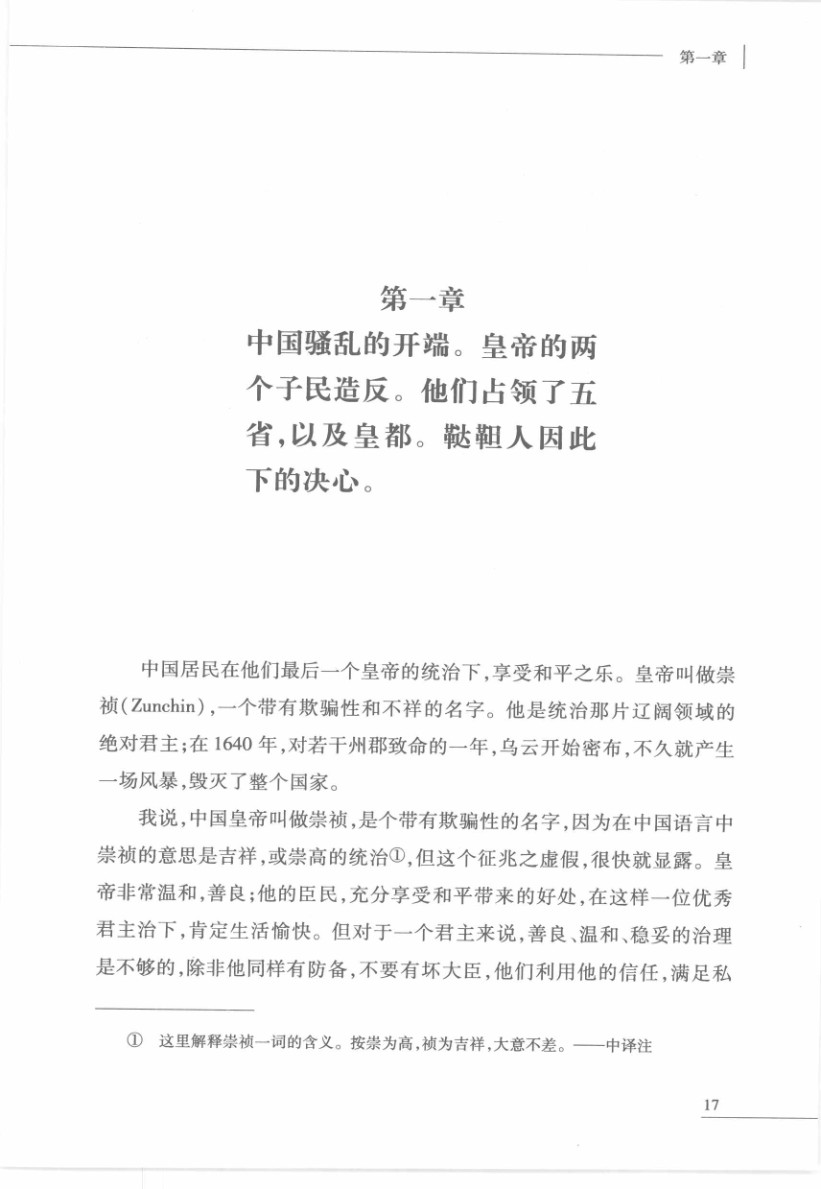 第一章
第一章
中国骚乱的开端。皇帝的两
个子民造反。他们占领了五
省,以及皇都。鞑靼人因此
下的决心。
中国居民在他们最后一个皇帝的统治下,享受和平之乐。皇帝叫做崇
祯(Zunchin),一个带有欺骗性和不祥的名字。他是统治那片辽阔领域的
绝对君主;在1640年,对若干州郡致命的一年,乌云开始密布,不久就产生
一场风暴,毁灭了整个国家。
我说,中国皇帝叫做崇祯,是个带有欺骗性的名字,因为在中国语言中
崇祯的意思是吉祥,或崇高的统治①,但这个征兆之虚假,很快就显露。皇
帝非常温和,善良;他的臣民,充分享受和平带来的好处,在这样一位优秀
君主治下,肯定生活愉快。但对于一个君主来说,善良、温和、稳妥的治理
是不够的,除非他同样有防备,不要有坏大臣,他们利用他的信任,满足私
① 这里解释崇祯一词的含义。按崇为高,祯为吉祥,大意不差。——中译注
17